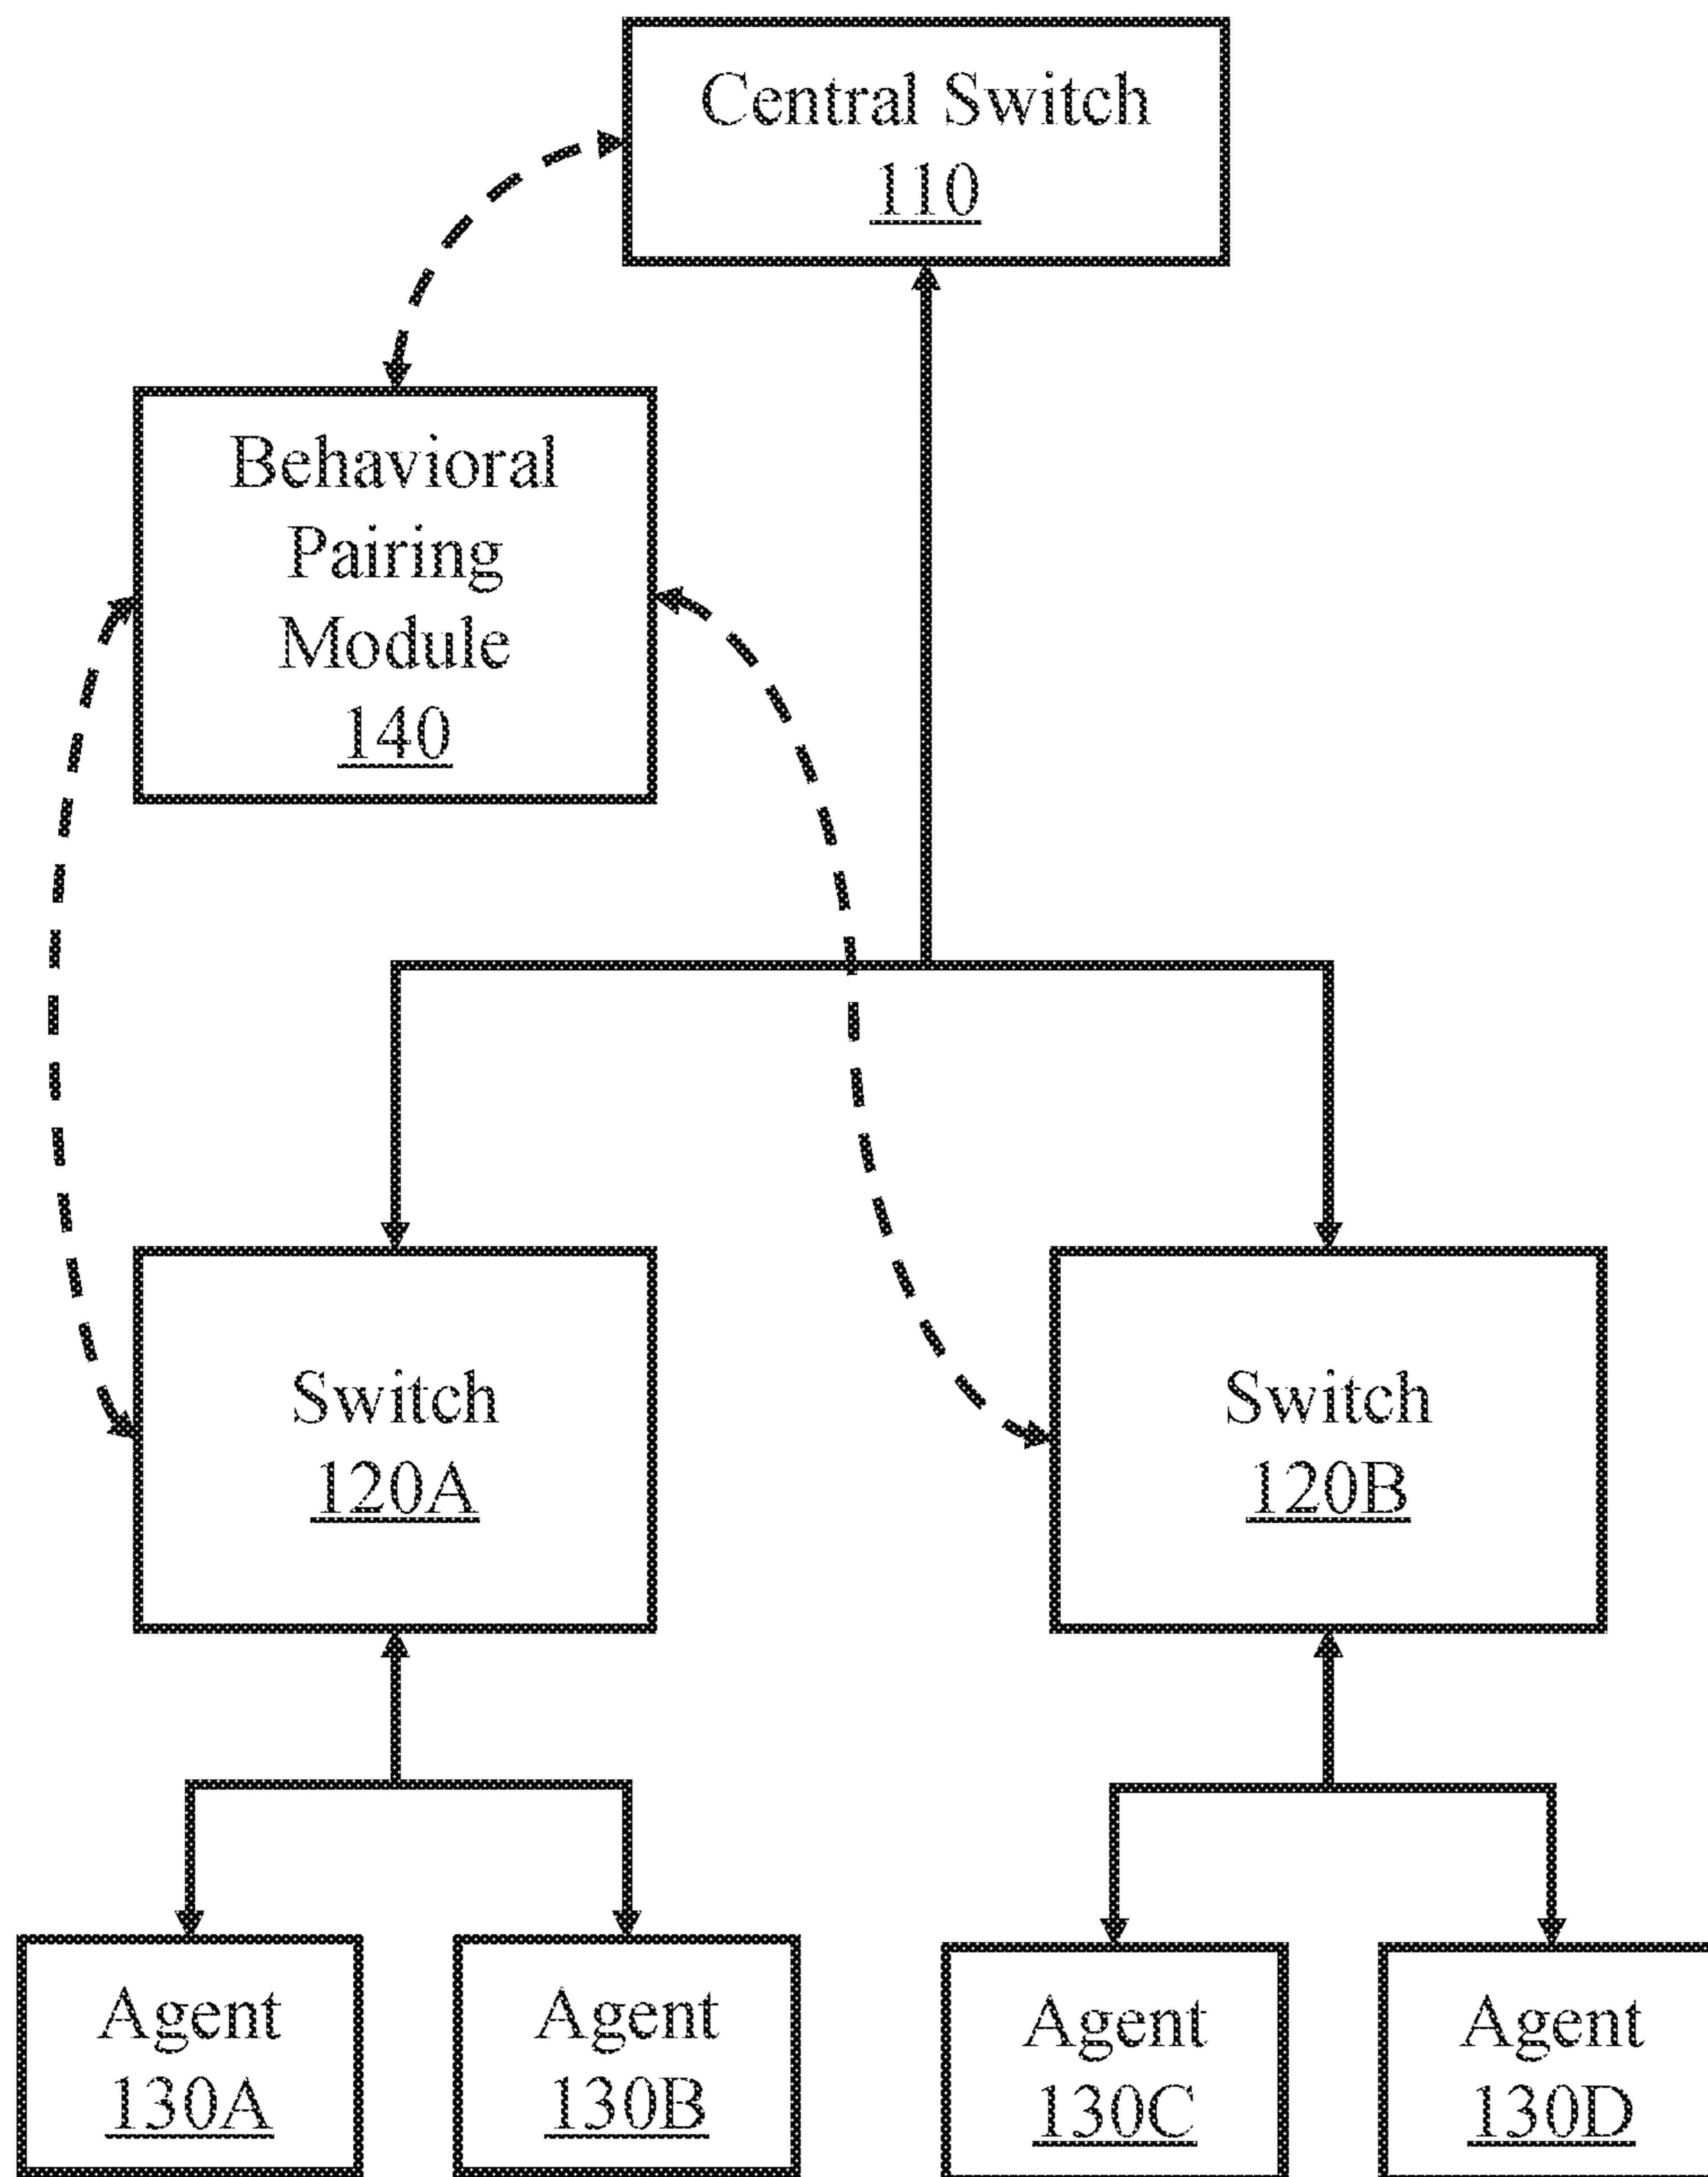 Central Switch
110
Behavioral
Pairing
Module
140
Switch
120A
Switch
120B
Agent
130A
Agent
130B
Agent
130C
Agent
130D